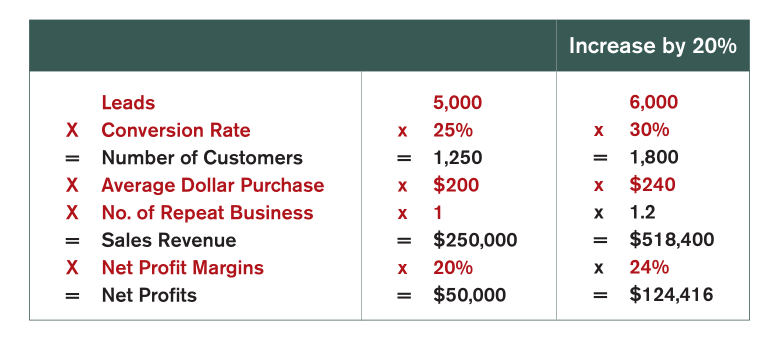 Increase by 20%
Leads 5,000 6,000
X Conversion Rate x 25% x 30%
= Number of Customers = 1,250 = 1,800
X Average Dollar Purchase x $200 x $240
X No. of Repeat Business x 1 x 1.2
= Sales Revenue = $250,000 = $518,400
X Net Profit Margins x 20% x 24%
= Net Profits = $50,000 = $124,416